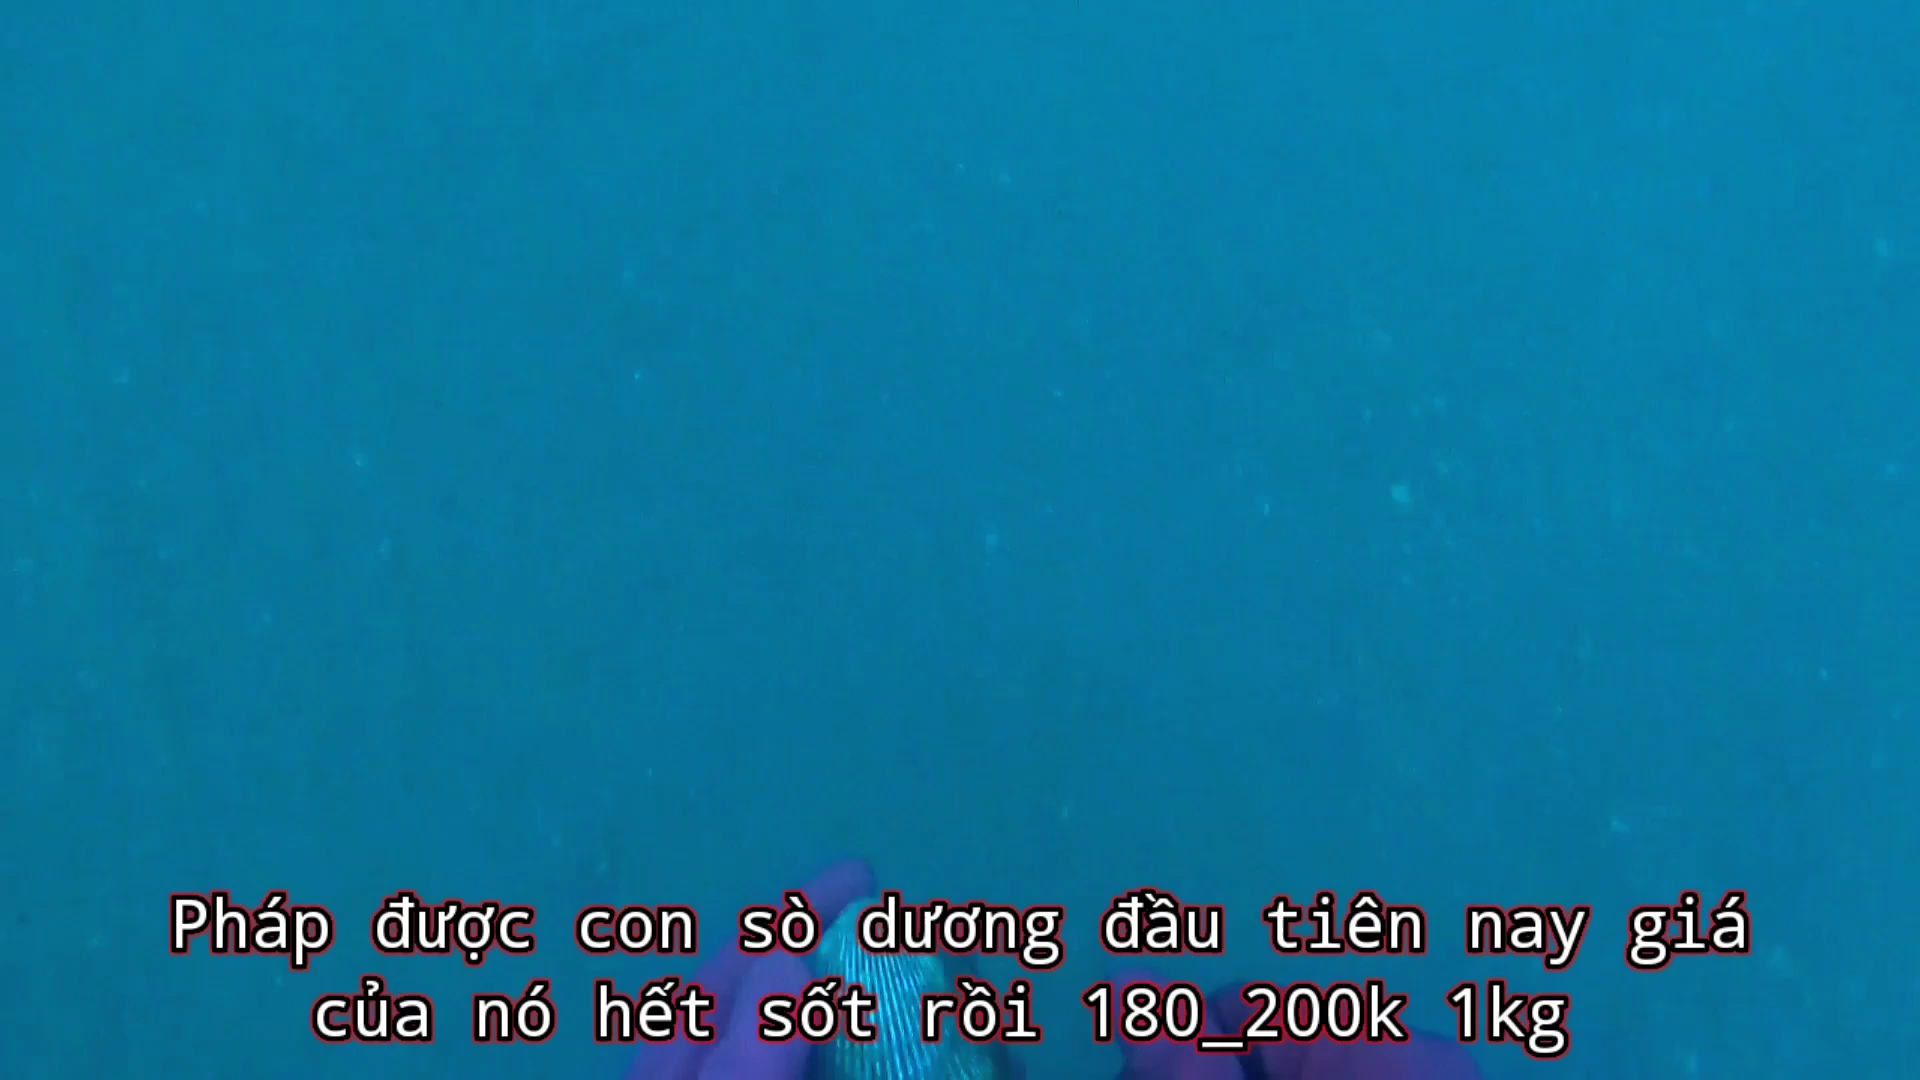 Pháp được con sò dương đầu tiên nay giá
của nó hết sốt rồi 180_200k 1kg